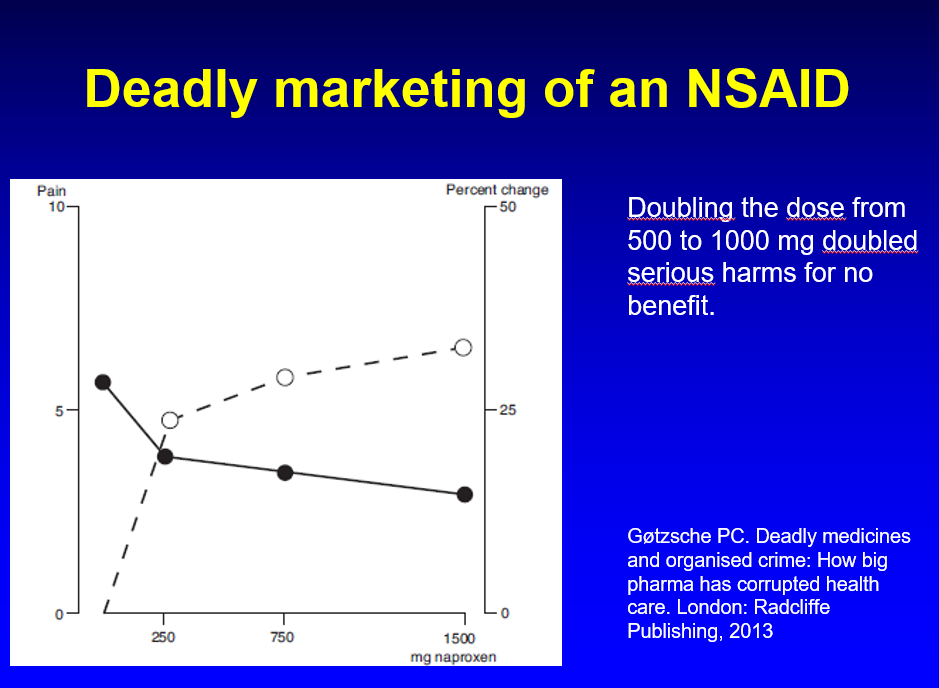 Deadly marketing of an NSAID
Pain
10
5
0
Percent change
50
25
0
250
750
1500
mg naproxen
Doubling the dose from
500 to 1000 mg doubled
serious harms for no
benefit.
Gøtzsche PC. Deadly medicines
and organised crime: How big
pharma has corrupted health
care. London: Radcliffe
Publishing, 2013